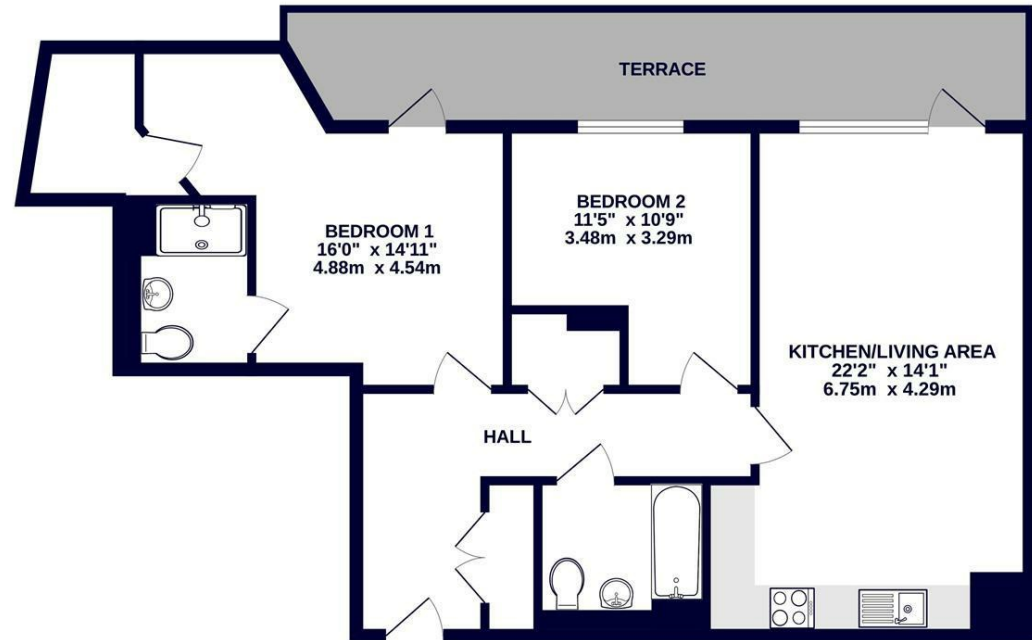 TERRACE
BEDROOM 1
16'0" x 14'11"
4.88m x 4.54m
BEDROOM 2
11'5" x 10'9"
3.48m x 3.29m
KITCHEN/LIVING AREA
22'2" x 14'1"
6.75m x 4.29m
HALL